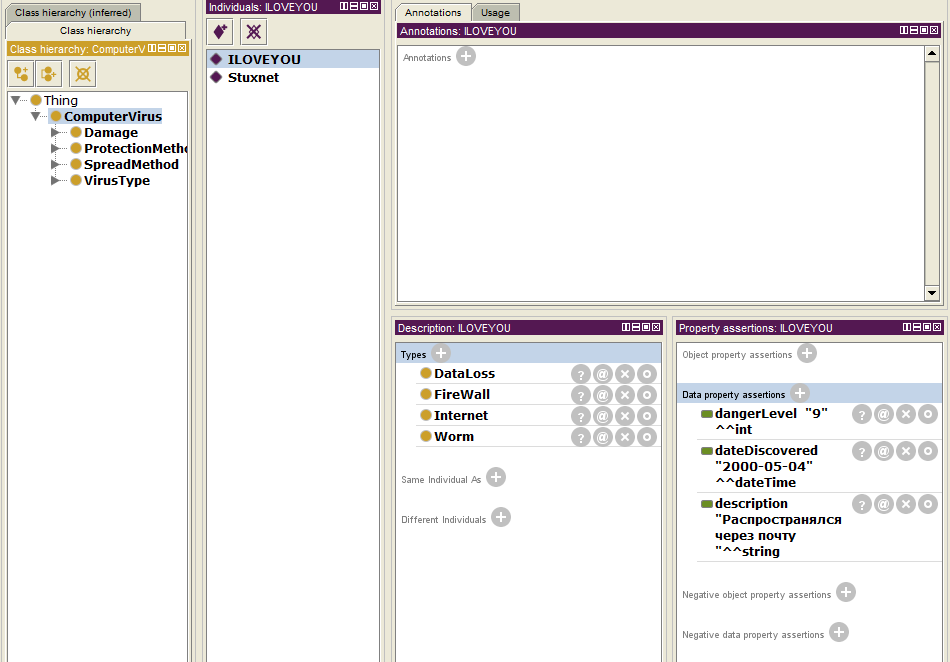 Class hierarchy (inferred)
Class hierarchy
Class hierarchy: ComputerV
Thing
ComputerVirus
Damage
ProtectionMetho
SpreadMethod
VirusType
Individuals: ILOVEYOU
ILOVEYOU
Stuxnet
Annotations
Usage
Annotations: ILOVEYOU
Annotations
Description: ILOVEYOU
Types
DataLoss
FireWall
Internet
Worm
Same Individual As
Different Individuals
Property assertions: ILOVEYOU
Object property assertions
Data property assertions
dangerLevel "9"
^^int
dateDiscovered
"2000-05-04"
^^dateTime
description
"Распространялся
через почту
"^^string
Negative object property assertions
Negative data property assertions